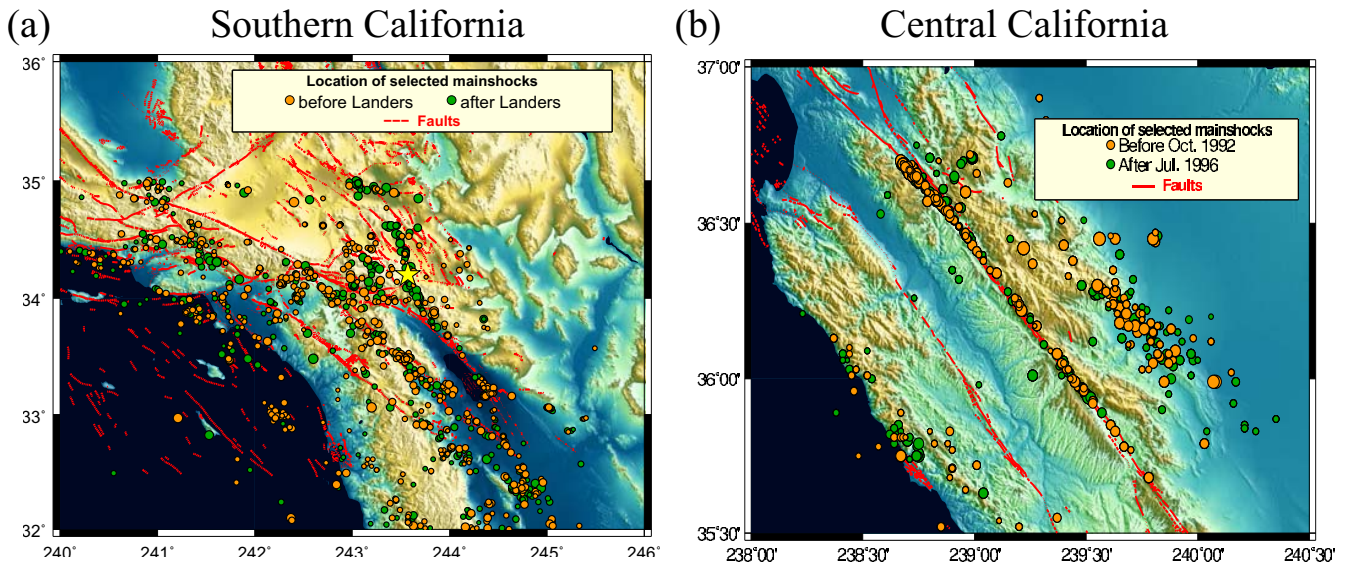 (a) Southern California
36°
35°
34°
33°
32°
240° 241° 242° 243° 244° 245° 246°
Location of selected mainshocks
before Landers after Landers
Faults
(b) Central California
37°00'
36°30'
36°00'
35°30'
238°00' 238°30' 239°00' 239°30' 240°00' 240°30'
Location of selected mainshocks
Before Oct. 1992
After Jul. 1996
Faults